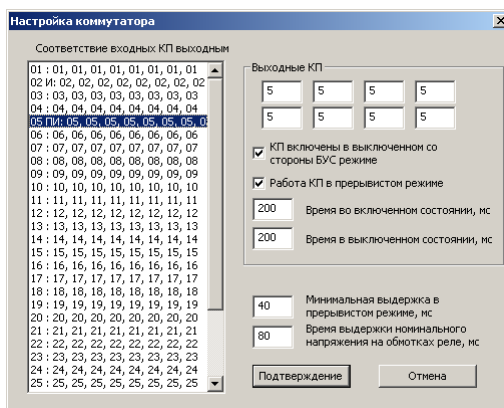 Настройка коммутатора
Соответствие входных КП выходным
01 : 01, 01, 01, 01, 01, 01, 01, 01
02 И: 02, 02, 02, 02, 02, 02, 02, 02
03 : 03, 03, 03, 03, 03, 03, 03, 03
04 : 04, 04, 04, 04, 04, 04, 04, 04
05 ПИ: 05, 05, 05, 05, 05, 05, 05, 0
06 : 06, 06, 06, 06, 06, 06, 06, 06
07 : 07, 07, 07, 07, 07, 07, 07, 07
08 : 08, 08, 08, 08, 08, 08, 08, 08
09 : 09, 09, 09, 09, 09, 09, 09, 09
10 : 10, 10, 10, 10, 10, 10, 10, 10
11 : 11, 11, 11, 11, 11, 11, 11, 11
12 : 12, 12, 12, 12, 12, 12, 12, 12
13 : 13, 13, 13, 13, 13, 13, 13, 13
14 : 14, 14, 14, 14, 14, 14, 14, 14
15 : 15, 15, 15, 15, 15, 15, 15, 15
16 : 16, 16, 16, 16, 16, 16, 16, 16
17 : 17, 17, 17, 17, 17, 17, 17, 17
18 : 18, 18, 18, 18, 18, 18, 18, 18
19 : 19, 19, 19, 19, 19, 19, 19, 19
20 : 20, 20, 20, 20, 20, 20, 20, 20
21 : 21, 21, 21, 21, 21, 21, 21, 21
22 : 22, 22, 22, 22, 22, 22, 22, 22
23 : 23, 23, 23, 23, 23, 23, 23, 23
24 : 24, 24, 24, 24, 24, 24, 24, 24
25 : 25, 25, 25, 25, 25, 25, 25, 25
Выходные КП
5 5 5 5
5 5 5 5
КП включены в выключенном со
стороны БУС режиме
Работа КП в прерывистом режиме
200 Время во включенном состоянии, мс
200 Время в выключенном состоянии, мс
40 Минимальная выдержка в
прерывистом режиме, мс
80 Время выдержки номинального
напряжения на обмотках реле, мс
Подтверждение Отмена